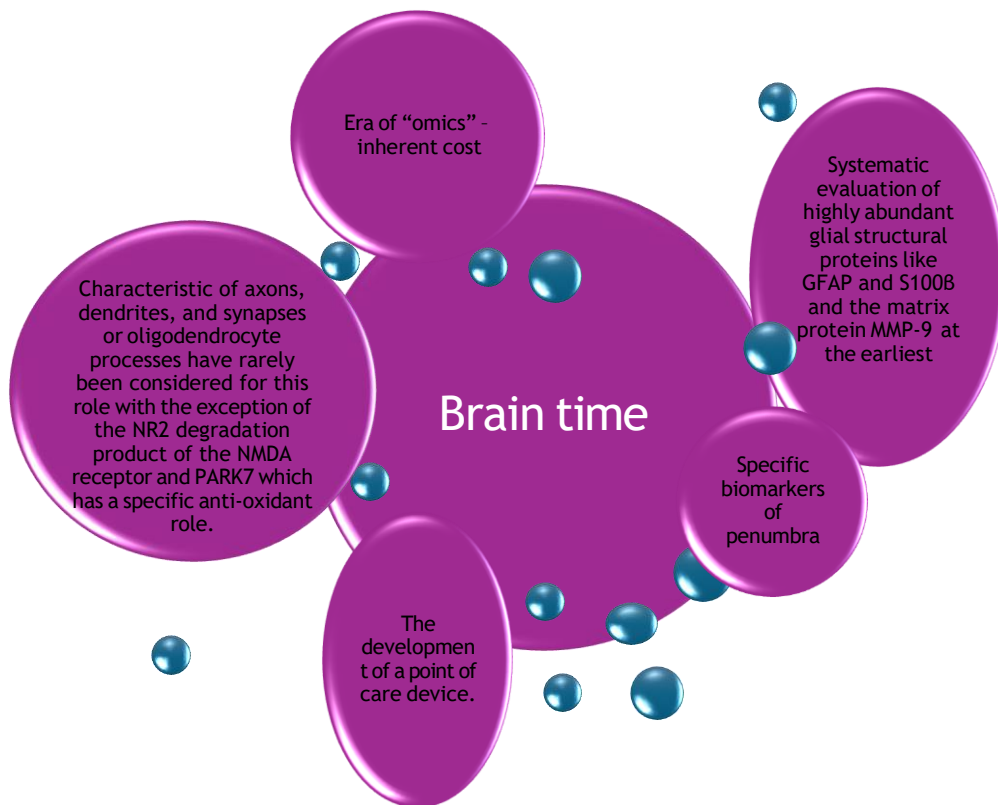 Era of “omics” –
inherent cost
Systematic
evaluation of
highly abundant
glial structural
proteins like
GFAP and S100B
and the matrix
protein MMP-9 at
the earliest
Characteristic of axons,
dendrites, and synapses
or oligodendrocyte
processes have rarely
been considered for this
role with the exception of
the NR2 degradation
product of the NMDA
receptor and PARK7 which
has a specific anti-oxidant
role.
Brain time
Specific
biomarkers
of
penumbra
The
developmen
t of a point of
care device.